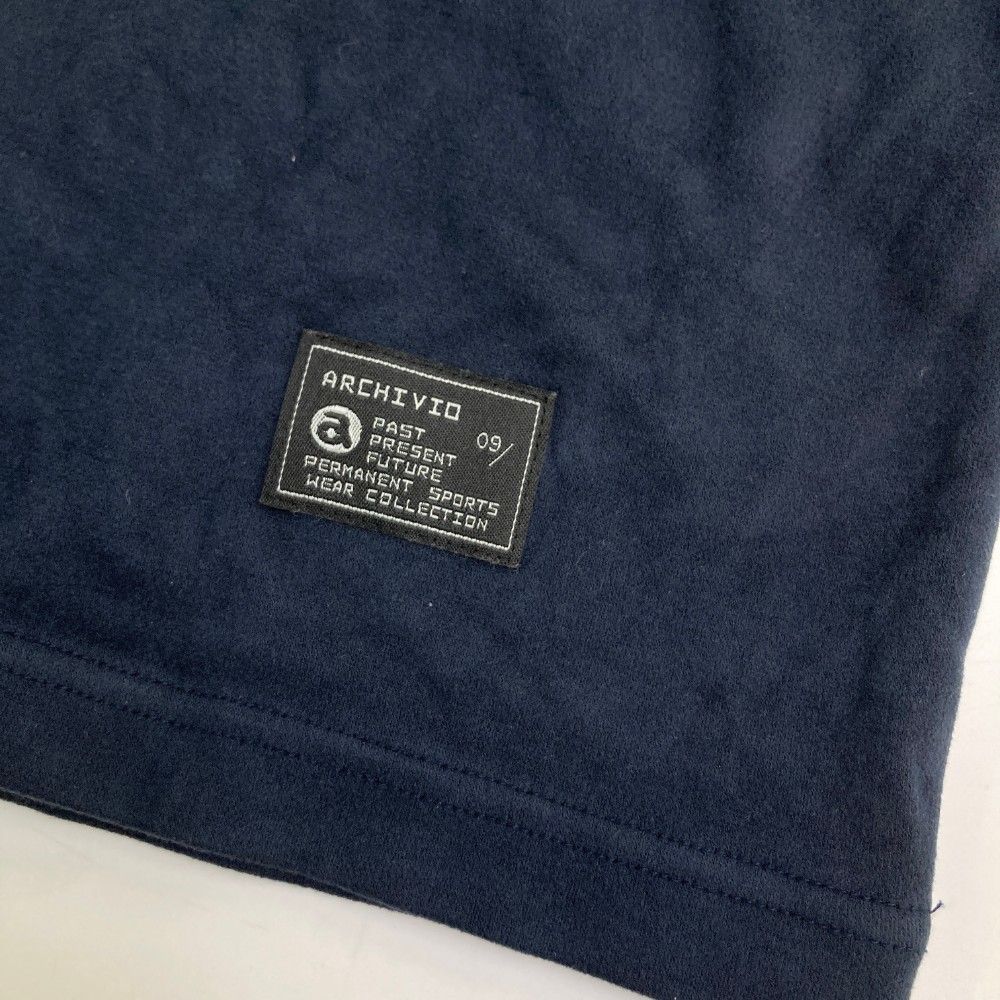 ARCHIVIO
a PAST 09/
PRESENT
FUTURE
PERMANENT SPORTS
WEAR COLLECTION